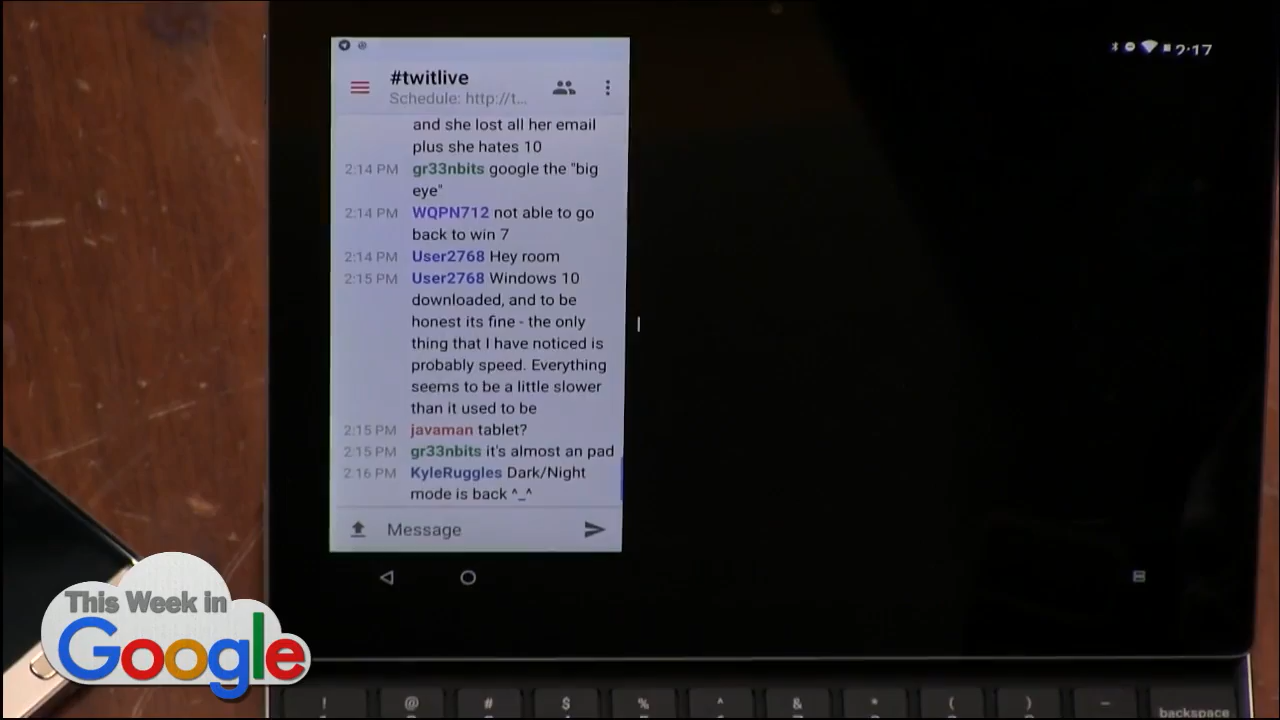 2:17
#twitlive
Schedule: http://t...
and she lost all her email
plus she hates 10
2:14 PM gr33nbits google the "big
eye"
2:14 PM WQPN712 not able to go
back to win 7
2:14 PM User2768 Hey room
2:15 PM User2768 Windows 10
downloaded, and to be
honest its fine - the only
thing that I have noticed is
probably speed. Everything
seems to be a little slower
than it used to be
2:15 PM javaman tablet?
2:15 PM gr33nbits it's almost an pad
2:16 PM KyleRuggles Dark/Night
mode is back ^_^
Message
This Week in
Google
! @ # $ % ^ & * ( ) – backspace